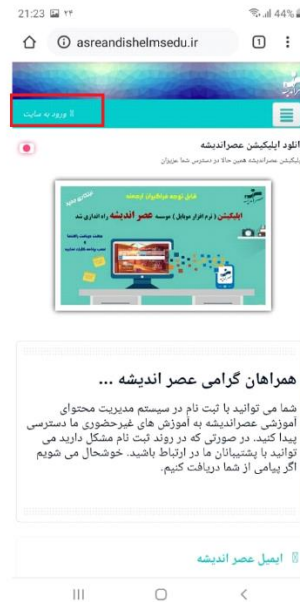 21:23
44%
asreandishelmsedu.ir
1
ورود به سایت
دانلود اپلیکیشن عصراندیشه
اپلیکیشن عصراندیشه همین حالا در دسترس شما عزیزان
قابل توجه فراگیران ارجمند
اپلیکیشن ( نرم افزار موبایل ) موسسه عصر اندیشه راه اندازی شد
همراهان گرامی عصر اندیشه ...
شما می توانید با ثبت نام در سیستم مدیریت محتوای
آموزشی عصراندیشه به آموزش های غیرحضوری ما دسترسی
پیدا کنید. در صورتی که در روند ثبت نام مشکل دارید می
توانید با پشتیبانان ما در ارتباط باشید. خوشحال می شویم
اگر پیامی از شما دریافت کنیم.
ایمیل عصر اندیشه